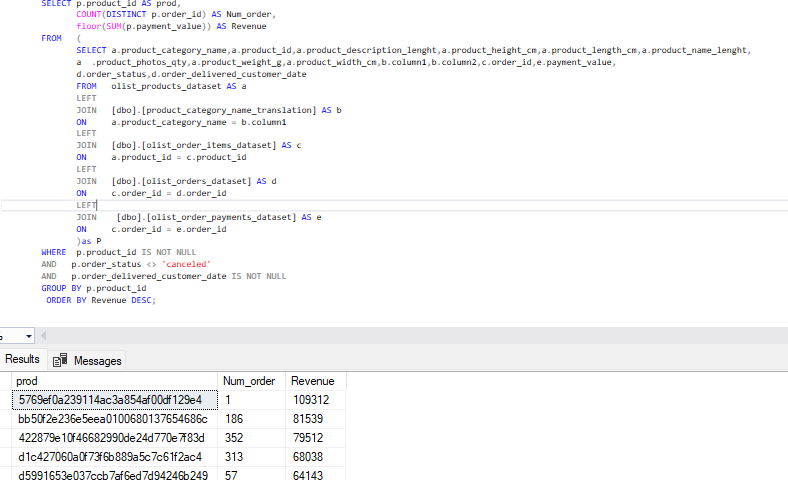 SELECT p.product_id AS prod,
COUNT(DISTINCT p.order_id) AS Num_order,
floor(SUM(p.payment_value)) AS Revenue
FROM (
SELECT a.product_category_name,a.product_id,a.product_description_lenght,a.product_height_cm,a.product_length_cm,a.product_name_lenght,
a .product_photos_qty,a.product_weight_g,a.product_width_cm,b.column1,b.column2,c.order_id,e.payment_value,
d.order_status,d.order_delivered_customer_date
FROM olist_products_dataset AS a
LEFT
JOIN [dbo].[product_category_name_translation] AS b
ON a.product_category_name = b.column1
LEFT
JOIN [dbo].[olist_order_items_dataset] AS c
ON a.product_id = c.product_id
LEFT
JOIN [dbo].[olist_orders_dataset] AS d
ON c.order_id = d.order_id
LEFT
JOIN [dbo].[olist_order_payments_dataset] AS e
ON c.order_id = e.order_id
)as P
WHERE p.product_id IS NOT NULL
AND p.order_status <> 'canceled'
AND p.order_delivered_customer_date IS NOT NULL
GROUP BY p.product_id
ORDER BY Revenue DESC;
Results Messages
prod Num_order Revenue
5769ef0a239114ac3a854af00df129e4 1 109312
bb50f2e236e5eea0100680137654686c 186 81539
422879e10f46682990de24d770e7f83d 352 79512
d1c427060a0f73f6b889a5c7c61f2ac4 313 68038
d5991653e037ccb7af6ed7d94246b249 57 64143